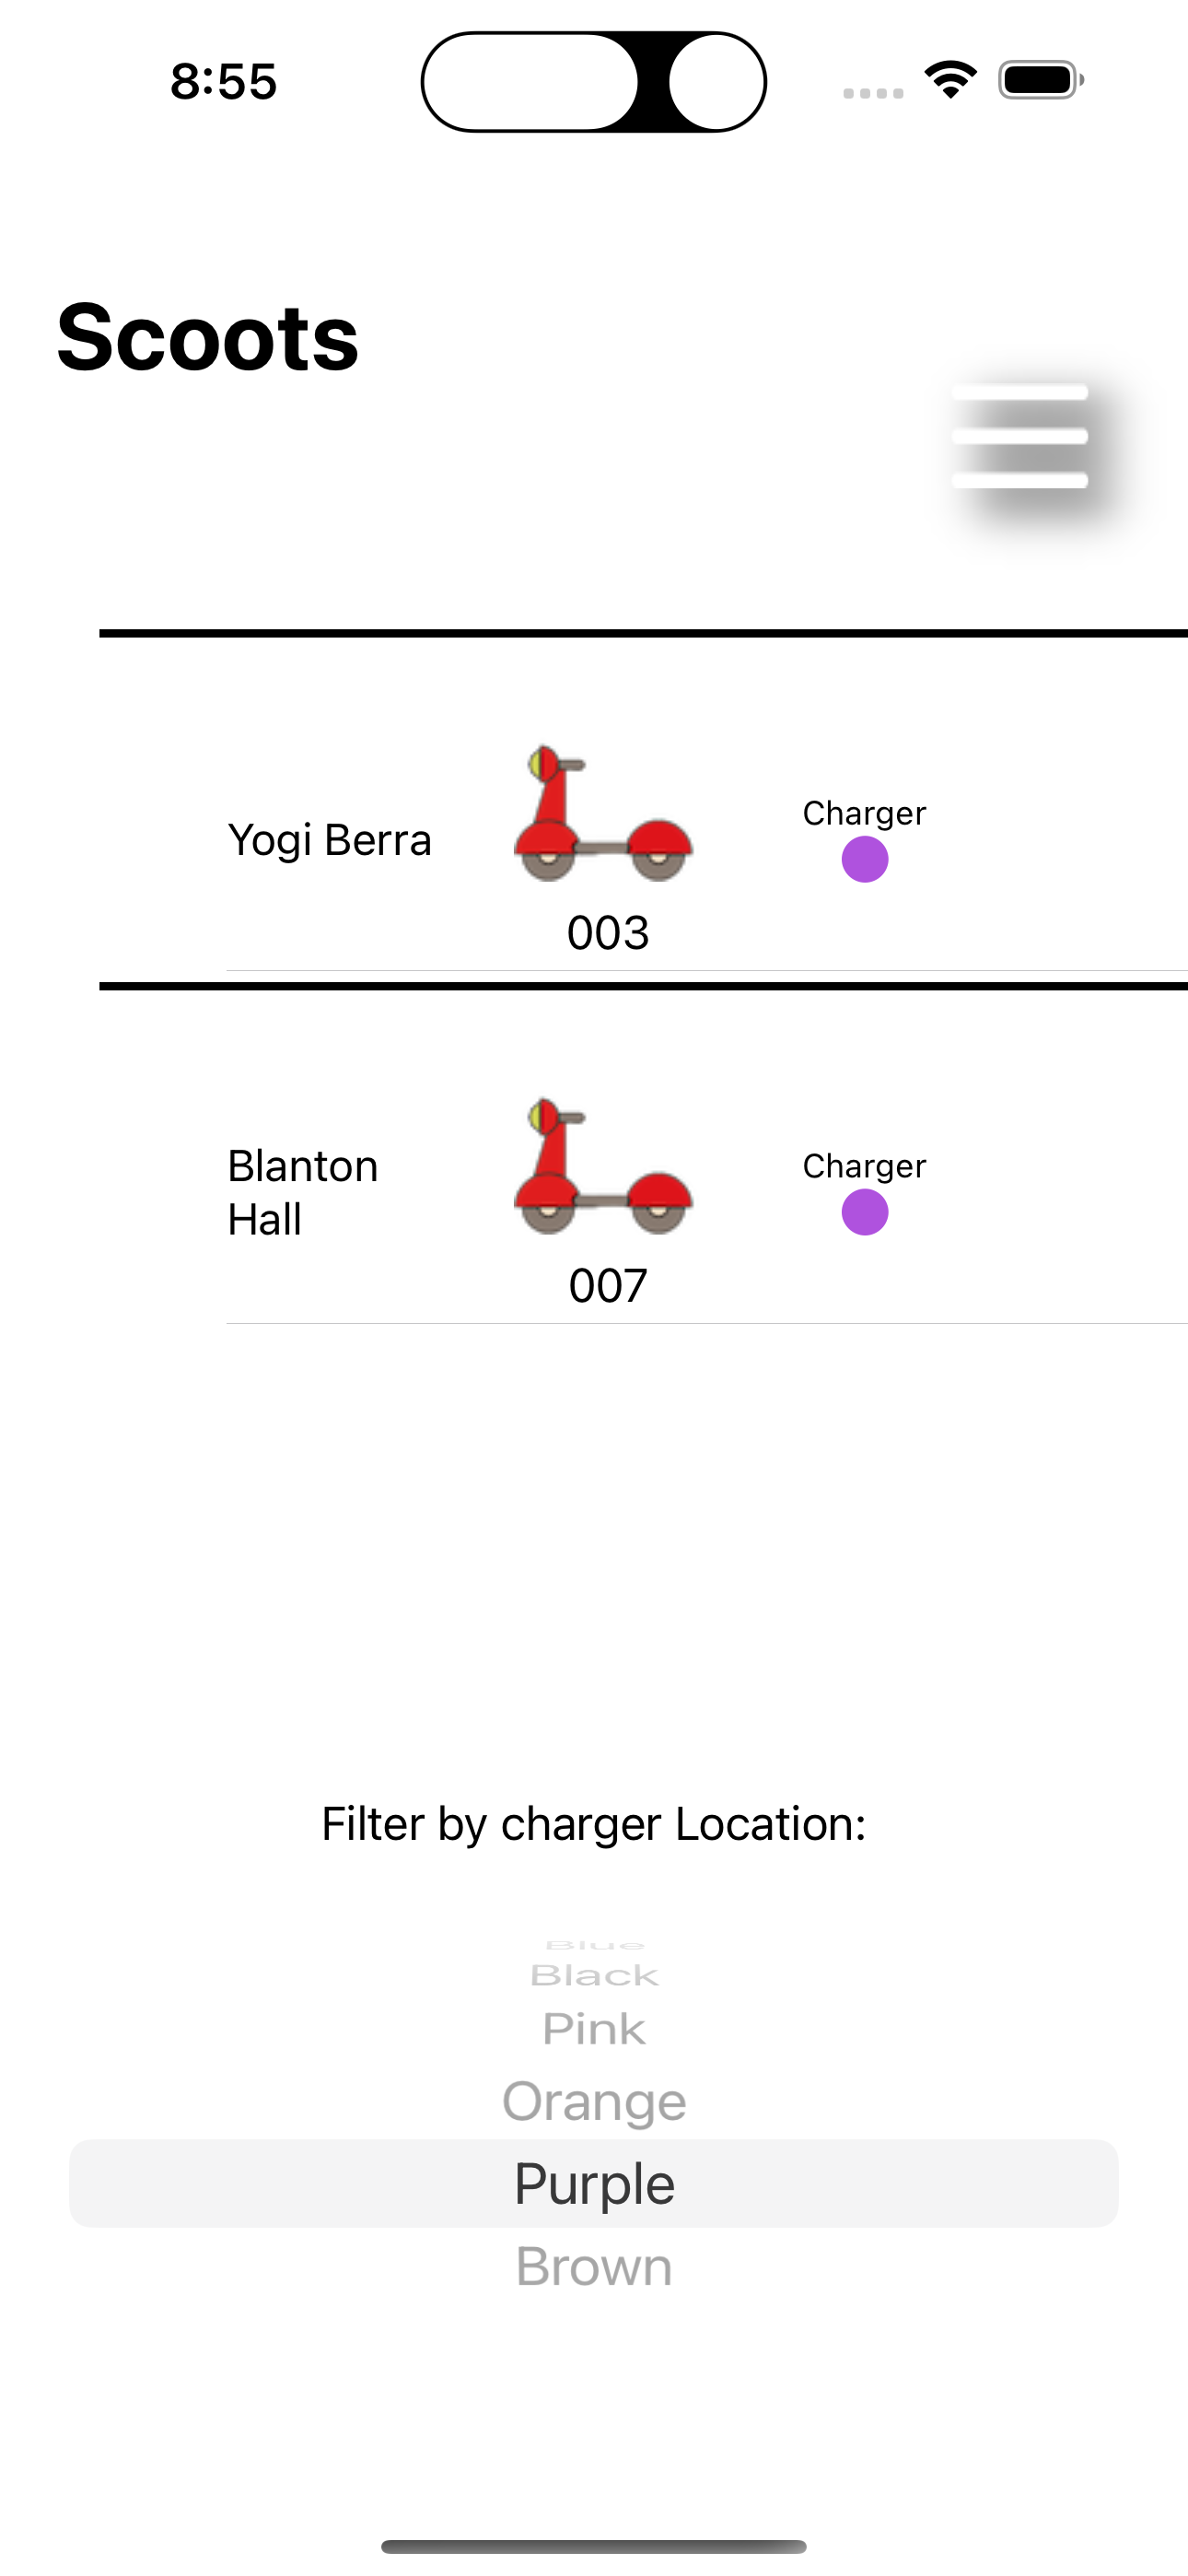 8:55
Scoots
Yogi Berra
Charger
003
Blanton
Hall
Charger
007
Filter by charger Location:
Blue
Black
Pink
Orange
Purple
Brown